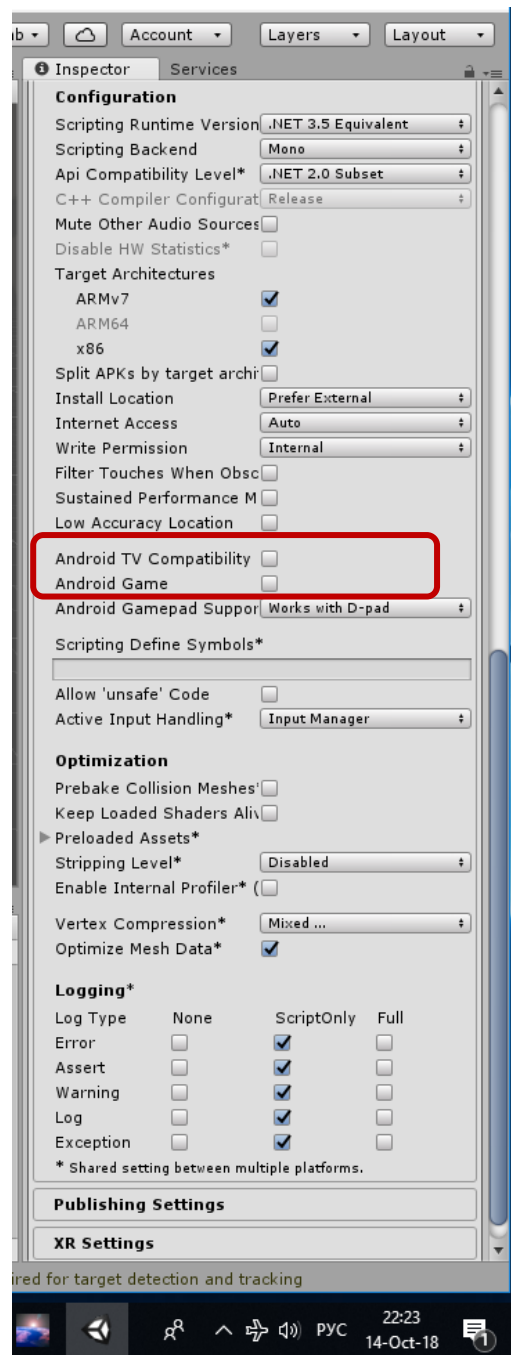 Account Layers Layout
Inspector Services
Configuration
Scripting Runtime Version .NET 3.5 Equivalent
Scripting Backend Mono
Api Compatibility Level* .NET 2.0 Subset
C++ Compiler Configurat Release
Mute Other Audio Sources
Disable HW Statistics*
Target Architectures
ARMv7
ARM64
x86
Split APKs by target archi
Install Location Prefer External
Internet Access Auto
Write Permission Internal
Filter Touches When Obsc
Sustained Performance M
Low Accuracy Location
Android TV Compatibility
Android Game
Android Gamepad Suppor Works with D-pad
Scripting Define Symbols*
Allow 'unsafe' Code
Active Input Handling* Input Manager
Optimization
Prebake Collision Meshes*
Keep Loaded Shaders Aliv
Preloaded Assets*
Stripping Level* Disabled
Enable Internal Profiler* (
Vertex Compression* Mixed ...
Optimize Mesh Data*
Logging*
Log Type None ScriptOnly Full
Error
Assert
Warning
Log
Exception
* Shared setting between multiple platforms.
Publishing Settings
XR Settings
ired for target detection and tracking
РУС 22:23
14-Oct-18 1